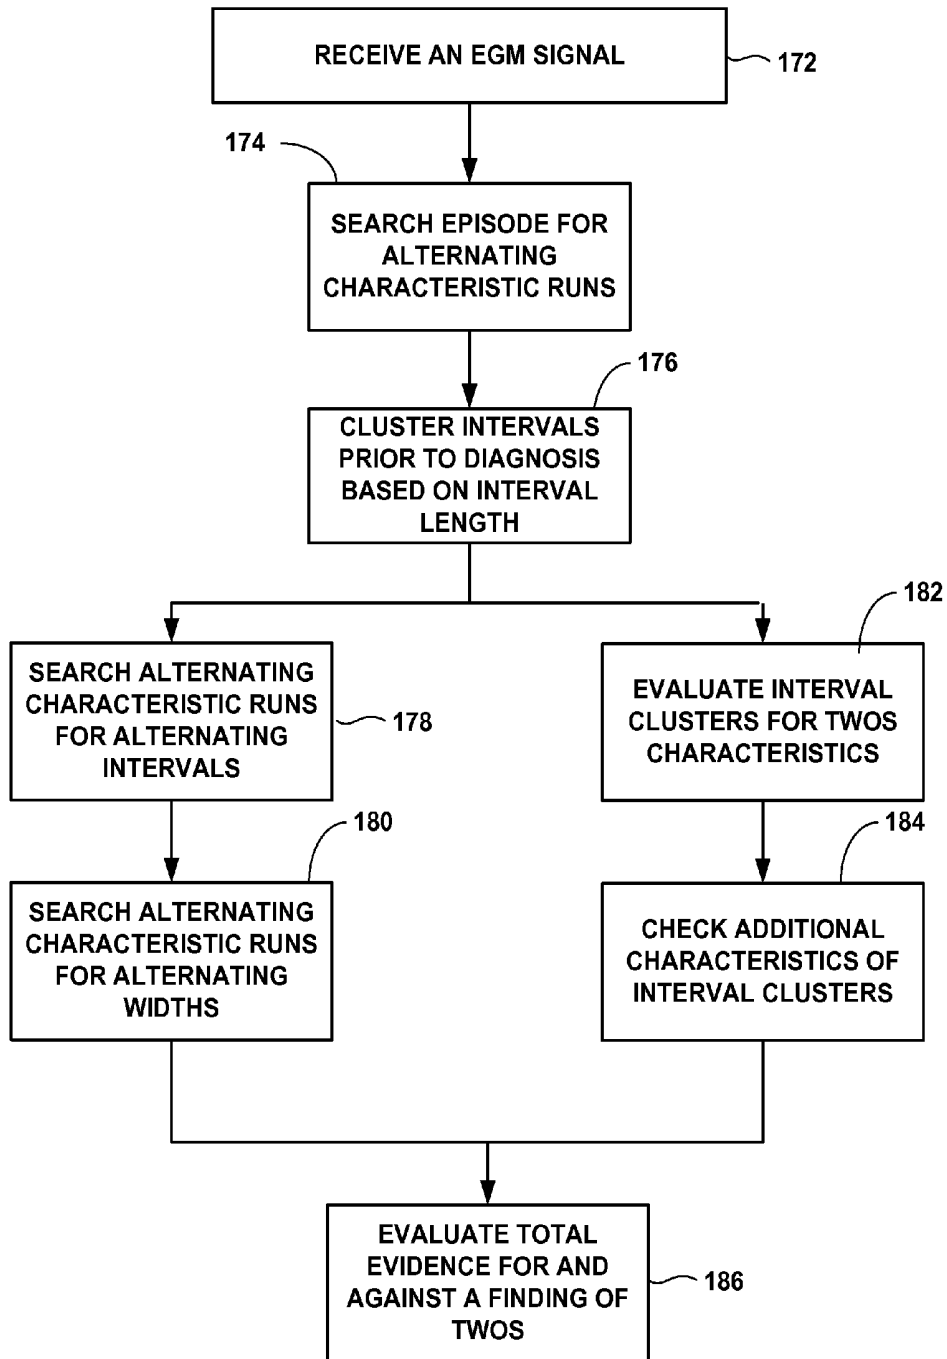 RECEIVE AN EGM SIGNAL
172
174
SEARCH EPISODE FOR
ALTERNATING
CHARACTERISTIC RUNS
176
CLUSTER INTERVALS
PRIOR TO DIAGNOSIS
BASED ON INTERVAL
LENGTH
SEARCH ALTERNATING
CHARACTERISTIC RUNS
FOR ALTERNATING
INTERVALS
178
182
EVALUATE INTERVAL
CLUSTERS FOR TWOS
CHARACTERISTICS
180
SEARCH ALTERNATING
CHARACTERISTIC RUNS
FOR ALTERNATING
WIDTHS
184
CHECK ADDITIONAL
CHARACTERISTICS OF
INTERVAL CLUSTERS
EVALUATE TOTAL
EVIDENCE FOR AND
AGAINST A FINDING OF
TWOS
186